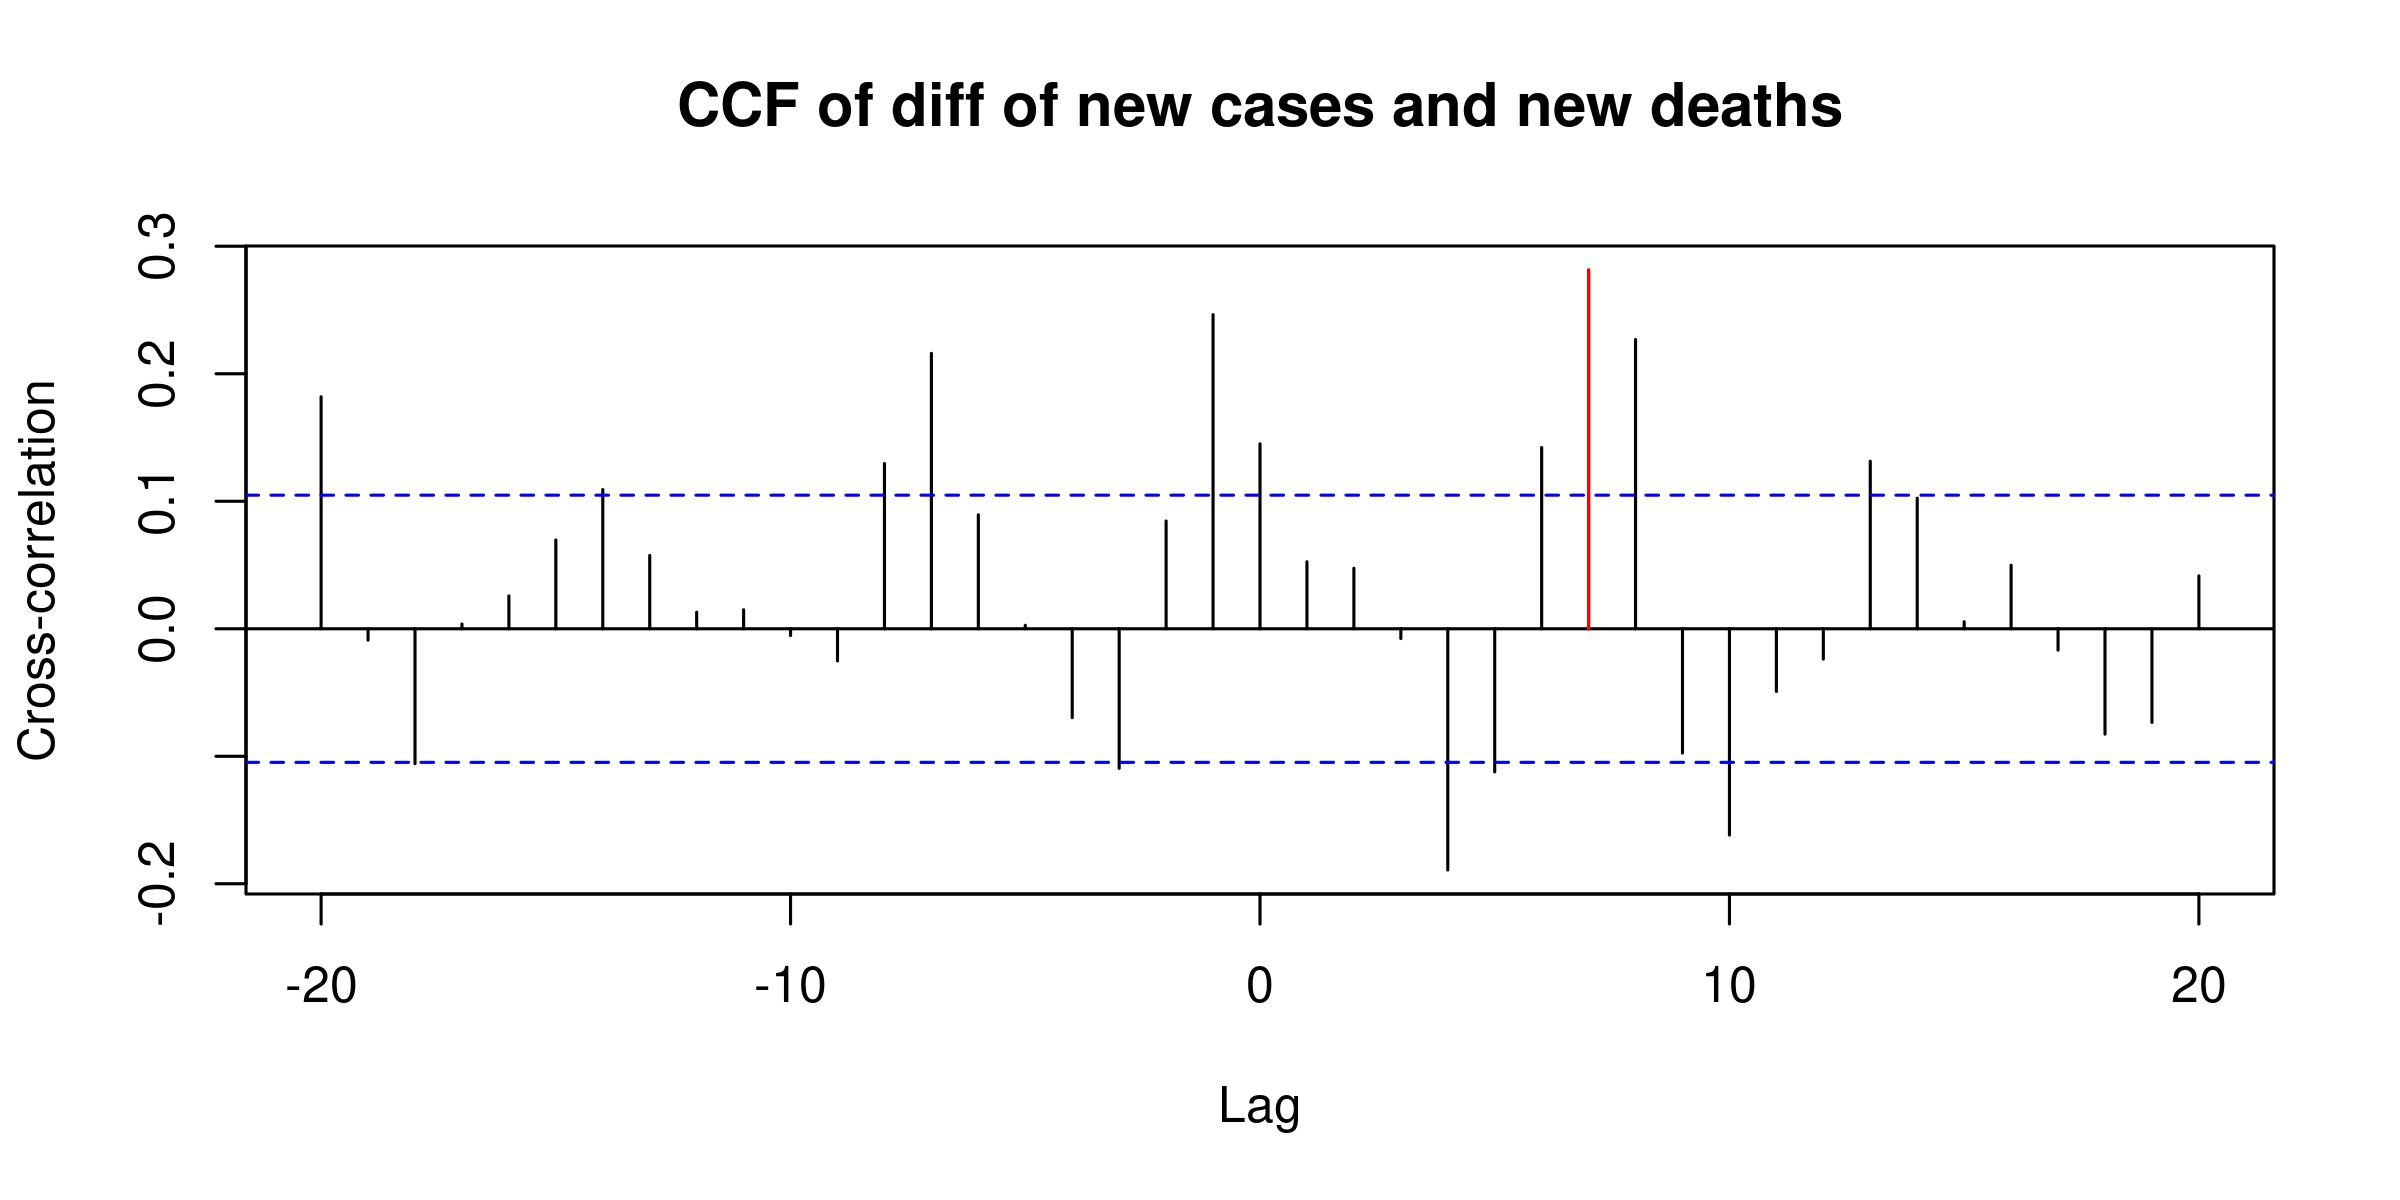 CCF of diff of new cases and new deaths
Cross-correlation
0.3
0.2
0.1
0.0
-0.2
-20 -10 0 10 20
Lag